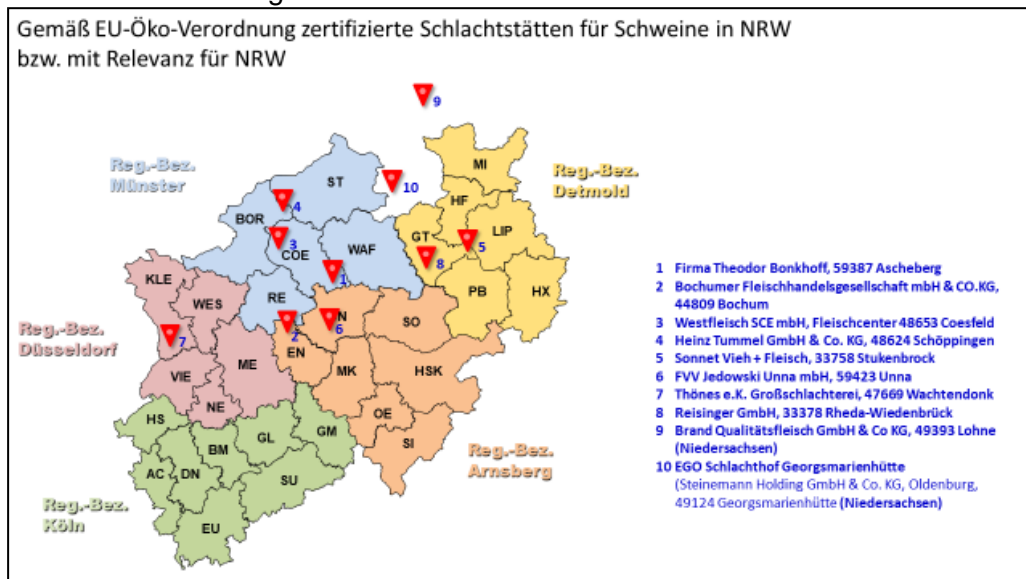 Gemäß EU-Öko-Verordnung zertifizierte Schlachtstätten für Schweine in NRW
bzw. mit Relevanz für NRW
9
Reg.-Bez.
Münster
ST
10
MI
Reg.-Bez.
Detmold
4
HF
BOR
GT
LIP
3
COE
WAF
5
8
KLE
1
RE
PB
HX
WES
2
N
6
SO
Reg.-Bez.
Düsseldorf
7
EN
ME
MK
HSK
VIE
NE
HS
OE
GM
BM
GL
SI
Reg.-Bez.
Arnsberg
AC
DN
SU
Reg.-Bez.
Köln
EU
1 Firma Theodor Bonkhoff, 59387 Ascheberg
2 Bochumer Fleischhandelsgesellschaft mbH & CO.KG,
44809 Bochum
3 Westfleisch SCE mbH, Fleischcenter 48653 Coesfeld
4 Heinz Tummel GmbH & Co. KG, 48624 Schöppingen
5 Sonnet Vieh + Fleisch, 33758 Stukenbrock
6 FVV Jedowski Unna mbH, 59423 Unna
7 Thönes e.K. Großschlachterei, 47669 Wachtendonk
8 Reisinger GmbH, 33378 Rheda-Wiedenbrück
9 Brand Qualitätsfleisch GmbH & Co KG, 49393 Lohne
(Niedersachsen)
10 EGO Schlachthof Georgsmarienhütte
(Steinemann Holding GmbH & Co. KG, Oldenburg,
49124 Georgsmarienhütte (Niedersachsen)